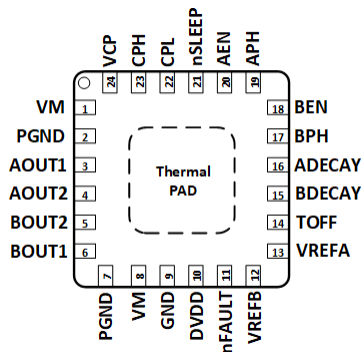 VCP CPH CPL nSLEEP AEN APH
24 23 22 21 20 19
VM 1 18 BEN
PGND 2 17 BPH
AOUT1 3 16 ADECAY
Thermal
PAD
AOUT2 4 15 BDECAY
BOUT2 5 14 TOFF
BOUT1 6 13 VREFA
7 8 9 10 11 12
PGND VM GND DVDD nFAULT VREFB